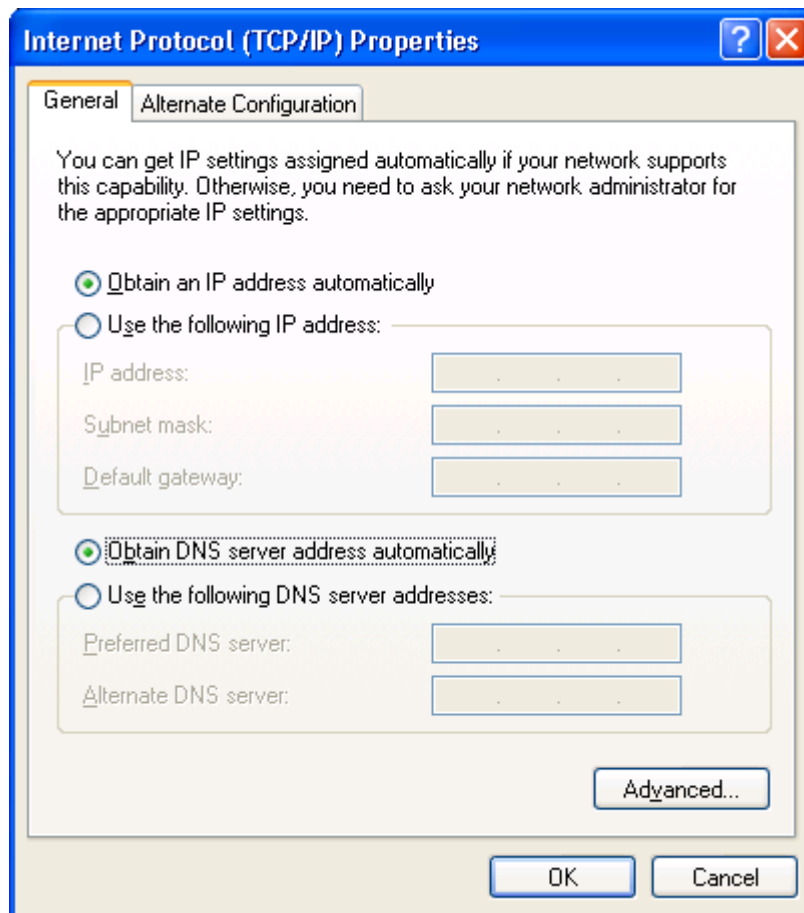 Internet Protocol (TCP/IP) Properties
General
Alternate Configuration
You can get IP settings assigned automatically if your network supports
this capability. Otherwise, you need to ask your network administrator for
the appropriate IP settings.
Obtain an IP address automatically
Use the following IP address:
IP address:
Subnet mask:
Default gateway:
Obtain DNS server address automatically
Use the following DNS server addresses:
Preferred DNS server:
Alternate DNS server:
Advanced...
OK
Cancel